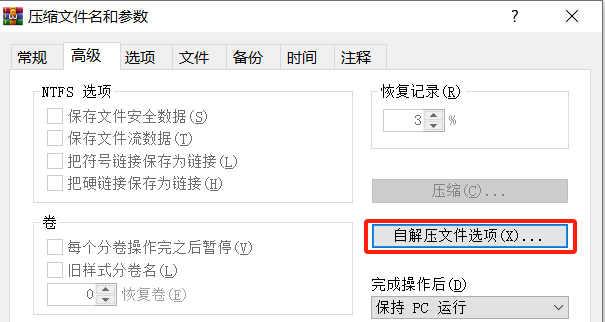 压缩文件名和参数
常规 高级 选项 文件 备份 时间 注释
NTFS 选项
保存文件安全数据(S)
保存文件流数据(T)
把符号链接保存为链接(L)
把硬链接保存为链接(H)
恢复记录(R)
3 %
压缩(C)...
卷
每个分卷操作完之后暂停(V)
旧样式分卷名(L)
0 恢复卷(E)
自解压文件选项(X)...
完成操作后(D)
保持 PC 运行